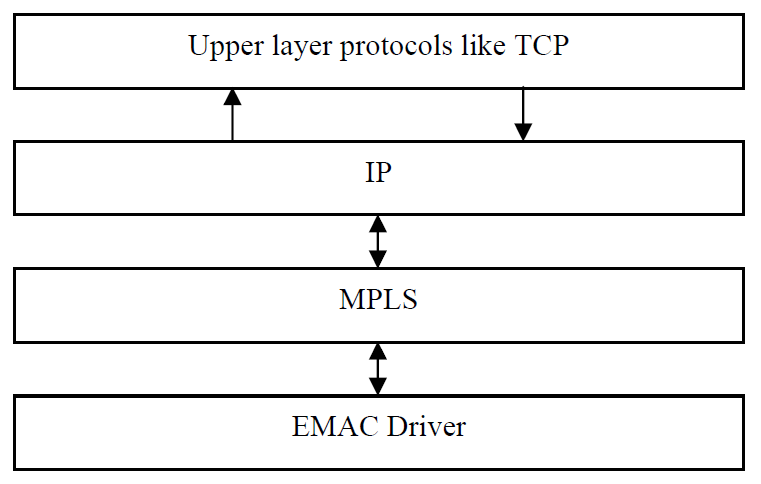 Upper layer protocols like TCP
IP
MPLS
EMAC Driver